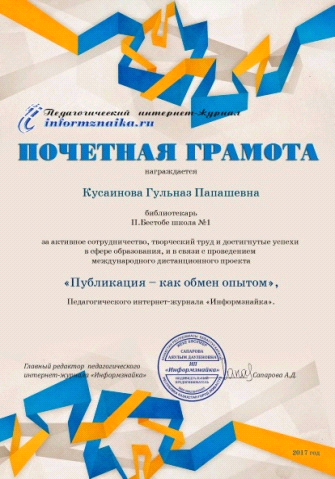 Педагогический интернет-журнал
informznaika.ru
ПОЧЕТНАЯ ГРАМОТА
награждается
Кусаинова Гульназ Папашевна
библиотекарь
П.Бестобе школа №1
за активное сотрудничество, творческий труд и достигнутые успехи
в сфере образования, и в связи с проведением
международного дистанционного проекта
«Публикация – как обмен опытом»,
Педагогического интернет-журнала «Информзнайка».
САПАРОВА
ИП
«Информзнайка»
Главный редактор педагогического
интернет-журнала «Информзнайка»
Сапарова А.Д.
2017 год